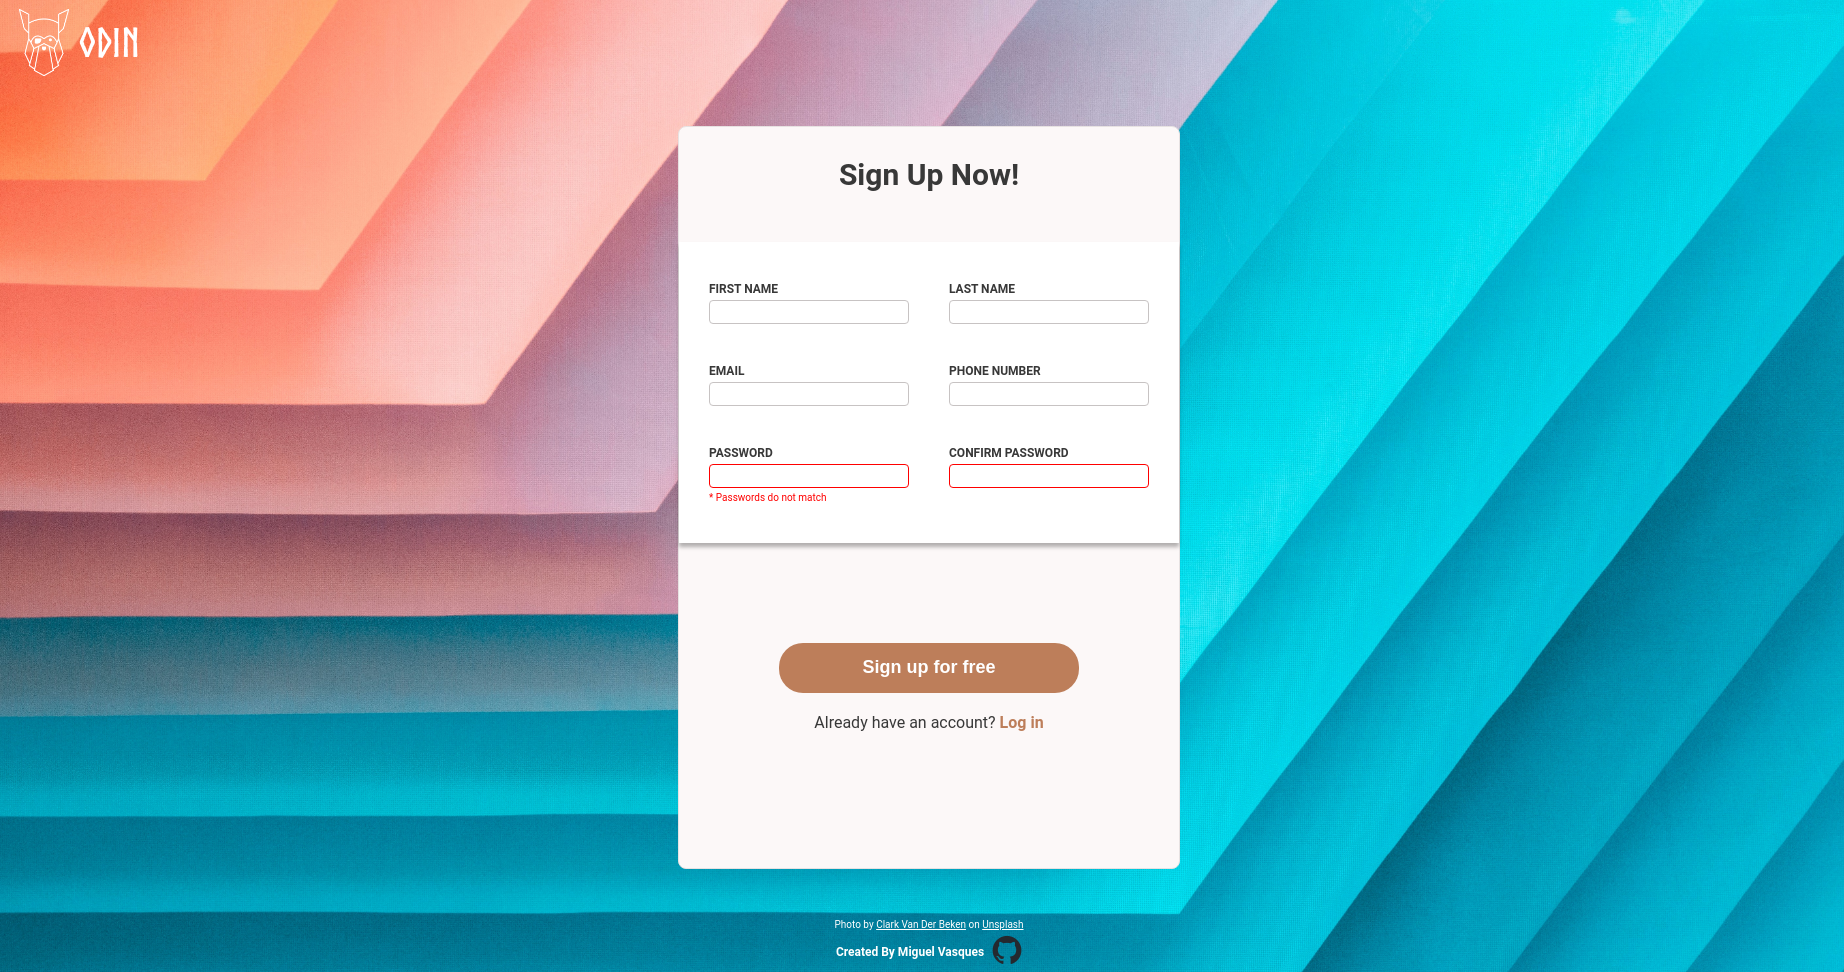 ODIN
Sign Up Now!
FIRST NAME
LAST NAME
EMAIL
PHONE NUMBER
PASSWORD
CONFIRM PASSWORD
* Passwords do not match
Sign up for free
Already have an account? Log in
Photo by Clark Van Der Beken on Unsplash
Created By Miguel Vasques